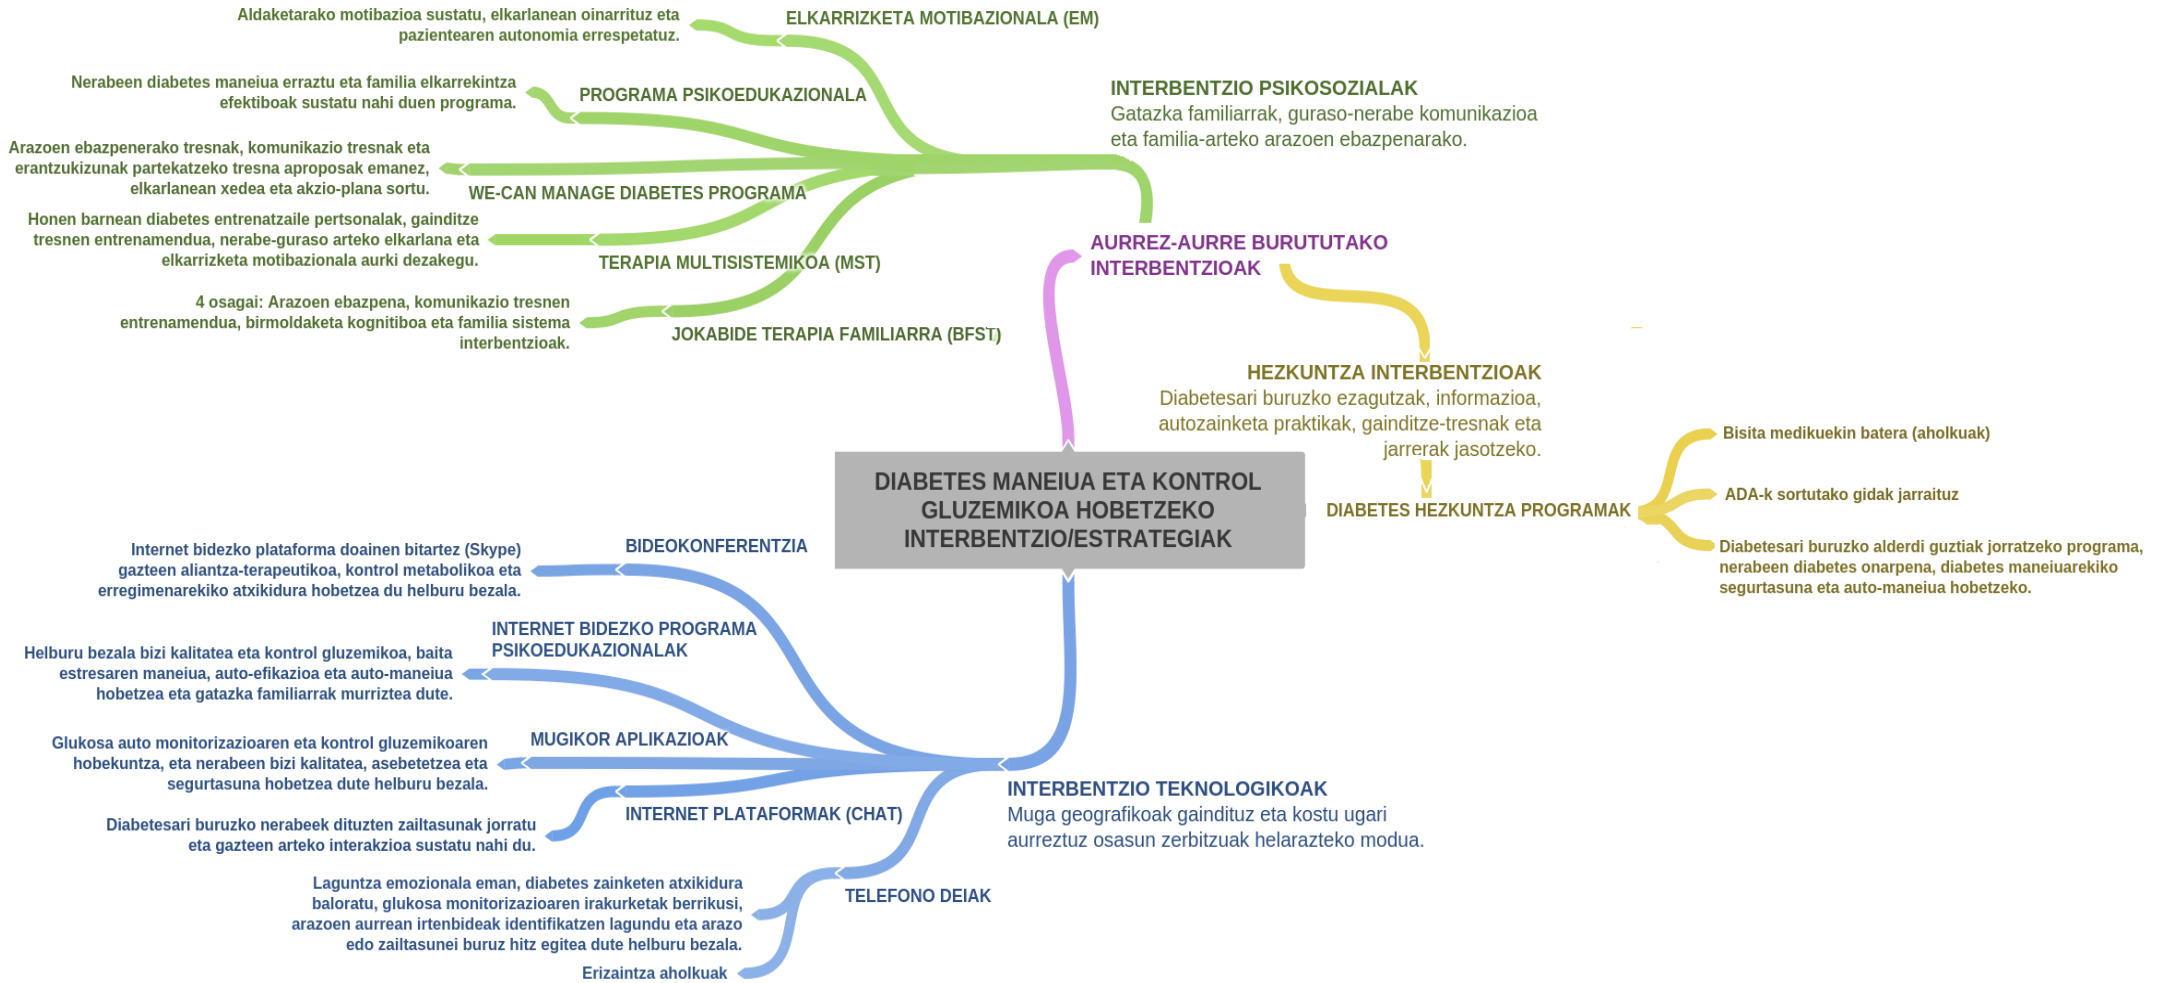 Aldaketarako motibazioa sustatu, elkarlanean oinarrituz eta
pazientearen autonomia errespetatuz.
ELKARRIZKETA MOTIBAZIONALA (EM)
Nerabeen diabetes maneiua erraztu eta familia elkarrekintza
efektiboak sustatu nahi duen programa.
PROGRAMA PSIKOEDUKAZIONALA
Arazoen ebazpenerako tresnak, komunikazio tresnak eta
erantzukizunak partekatzeko tresna aproposak emanez,
elkarlanean xedea eta akzio-plana sortu.
WE-CAN MANAGE DIABETES PROGRAMA
Honen barnean diabetes entrenatzaile pertsonalak, gainditze
tresnen entrenamendua, nerabe-guraso arteko elkarlana eta
elkarrizketa motibazionala aurki dezakegu.
TERAPIA MULTISISTEMIKOA (MST)
4 osagai: Arazoen ebazpena, komunikazio tresnen
entrenamendua, birmoldaketa kognitiboa eta familia sistema
interbentzioak.
JOKABIDE TERAPIA FAMILIARRA (BFST)
INTERBENTZIO PSIKOSOZIALAK
Gatazka familiarrak, guraso-nerabe komunikazioa
eta familia-arteko arazoen ebazpenarako.
AURREZ-AURRE BURUTUTAKO
INTERBENTZIOAK
HEZKUNTZA INTERBENTZIOAK
Diabetesari buruzko ezagutzak, informazioa,
autozainketa praktikak, gainditze-tresnak eta
jarrerak jasotzeko.
DIABETES HEZKUNTZA PROGRAMAK
Bisita medikuekin batera (aholkuak)
ADA-k sortutako gidak jarraituz
Diabetesari buruzko alderdi guztiak jorratzeko programa,
nerabeen diabetes onarpena, diabetes maneiuarekiko
segurtasuna eta auto-maneiua hobetzeko.
DIABETES MANEIUA ETA KONTROL
GLUZEMIKOA HOBETZEKO
INTERBENTZIO/ESTRATEGIAK
BIDEOKONFERENTZIA
Internet bidezko plataforma doainen bitartez (Skype)
gazteen aliantza-terapeutikoa, kontrol metabolikoa eta
erregimenarekiko atxikidura hobetzea du helburu bezala.
INTERNET BIDEZKO PROGRAMA
PSIKOEDUKAZIONALAK
Helburu bezala bizi kalitatea eta kontrol gluzemikoa, baita
estresaren maneiua, auto-efikazioa eta auto-maneiua
hobetzea eta gatazka familiarrak murriztea dute.
MUGIKOR APLIKAZIOAK
Glukosa auto monitorizazioaren eta kontrol gluzemikoaren
hobekuntza, eta nerabeen bizi kalitatea, asebetetzea eta
segurtasuna hobetzea dute helburu bezala.
INTERNET PLATAFORMAK (CHAT)
Diabetesari buruzko nerabeek dituzten zailtasunak jorratu
eta gazteen arteko interakzioa sustatu nahi du.
INTERBENTZIO TEKNOLOGIKOAK
Muga geografikoak gaindituz eta kostu ugari
aurreztuz osasun zerbitzuak helarazteko modua.
TELEFONO DEIAK
Laguntza emozionala eman, diabetes zainketen atxikidura
baloratu, glukosa monitorizazioaren irakurketak berrikusi,
arazoen aurrean irtenbideak identifikatzen lagundu eta arazo
edo zailtasunei buruz hitz egitea dute helburu bezala.
Erizaintza aholkuak